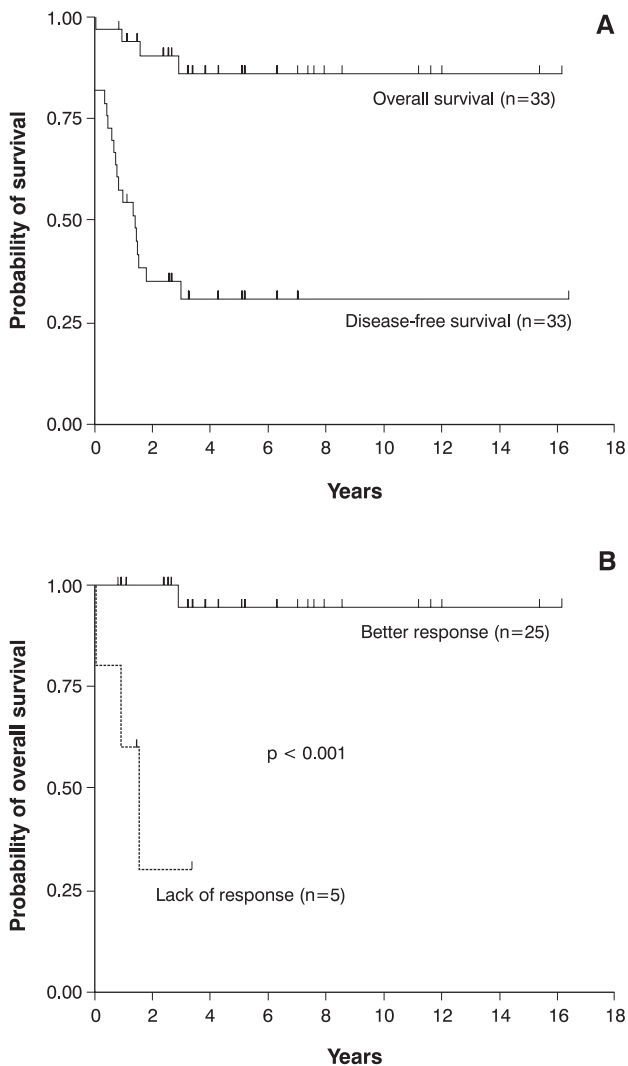 A
1.00
0.75
0.50
0.25
0.00
Probability of survival
Overall survival (n=33)
Disease-free survival (n=33)
0 2 4 6 8 10 12 14 16 18
Years
B
1.00
0.75
0.50
0.25
0.00
Probability of overall survival
Better response (n=25)
p < 0.001
Lack of response (n=5)
0 2 4 6 8 10 12 14 16 18
Years